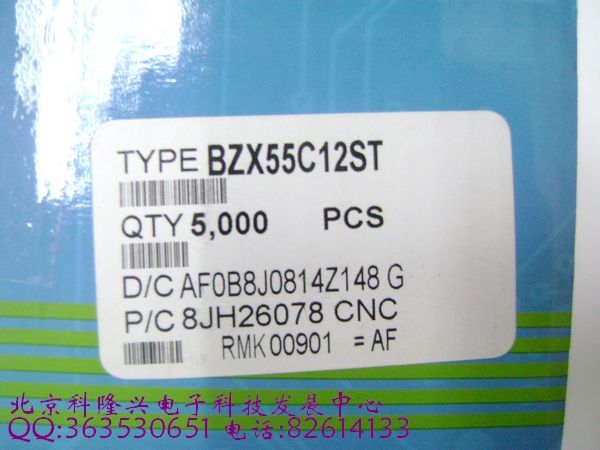 TYPE BZX55C12ST
QTY 5,000 PCS
D/C AF0B8J0814Z148 G
P/C 8JH26078 CNC
RMK 00901 = AF
北京科隆兴电子科技发展中心
QQ:363530651 电话:82614133